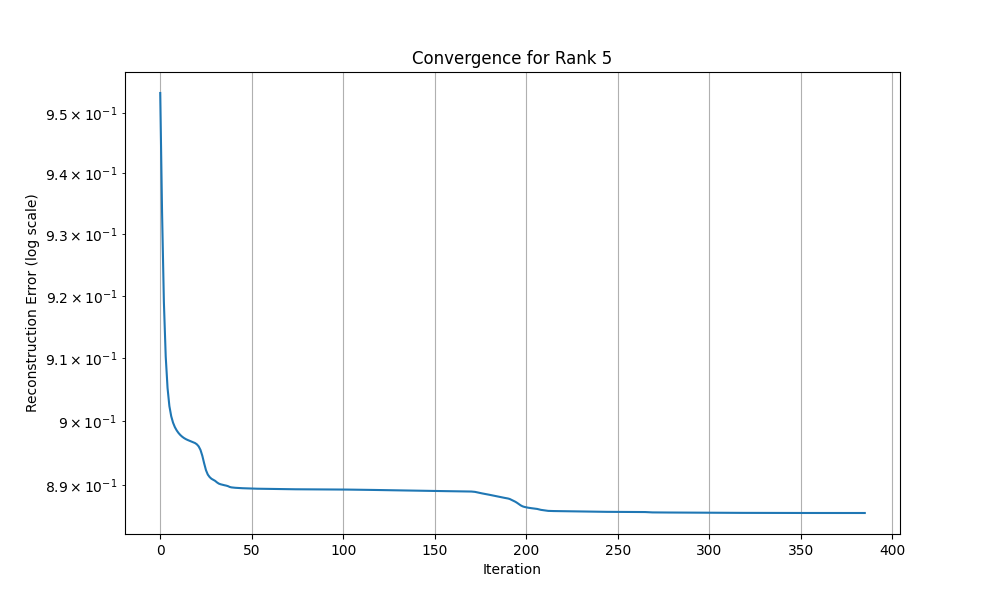 Convergence for Rank 5
Reconstruction Error (log scale)
9.5 × 10⁻¹
9.4 × 10⁻¹
9.3 × 10⁻¹
9.2 × 10⁻¹
9.1 × 10⁻¹
9 × 10⁻¹
8.9 × 10⁻¹
0 50 100 150 200 250 300 350 400
Iteration